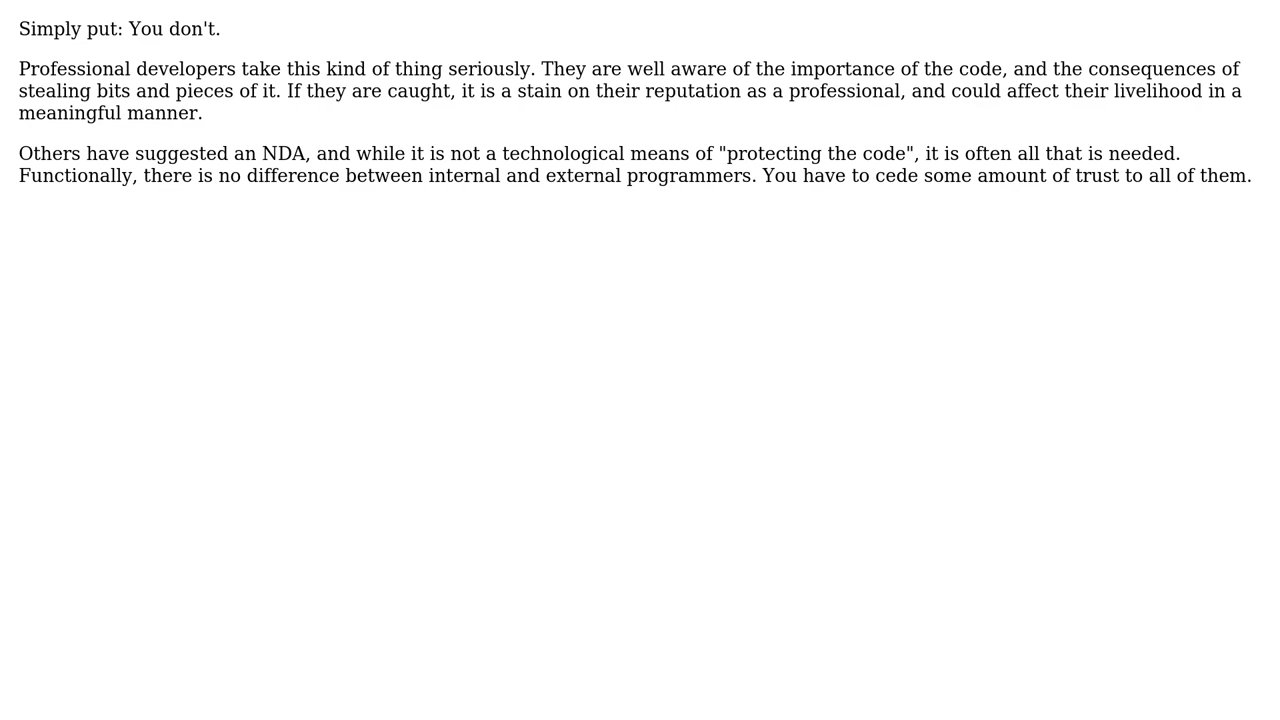 Simply put: You don't.
Professional developers take this kind of thing seriously. They are well aware of the importance of the code, and the consequences of
stealing bits and pieces of it. If they are caught, it is a stain on their reputation as a professional, and could affect their livelihood in a
meaningful manner.
Others have suggested an NDA, and while it is not a technological means of "protecting the code", it is often all that is needed.
Functionally, there is no difference between internal and external programmers. You have to cede some amount of trust to all of them.